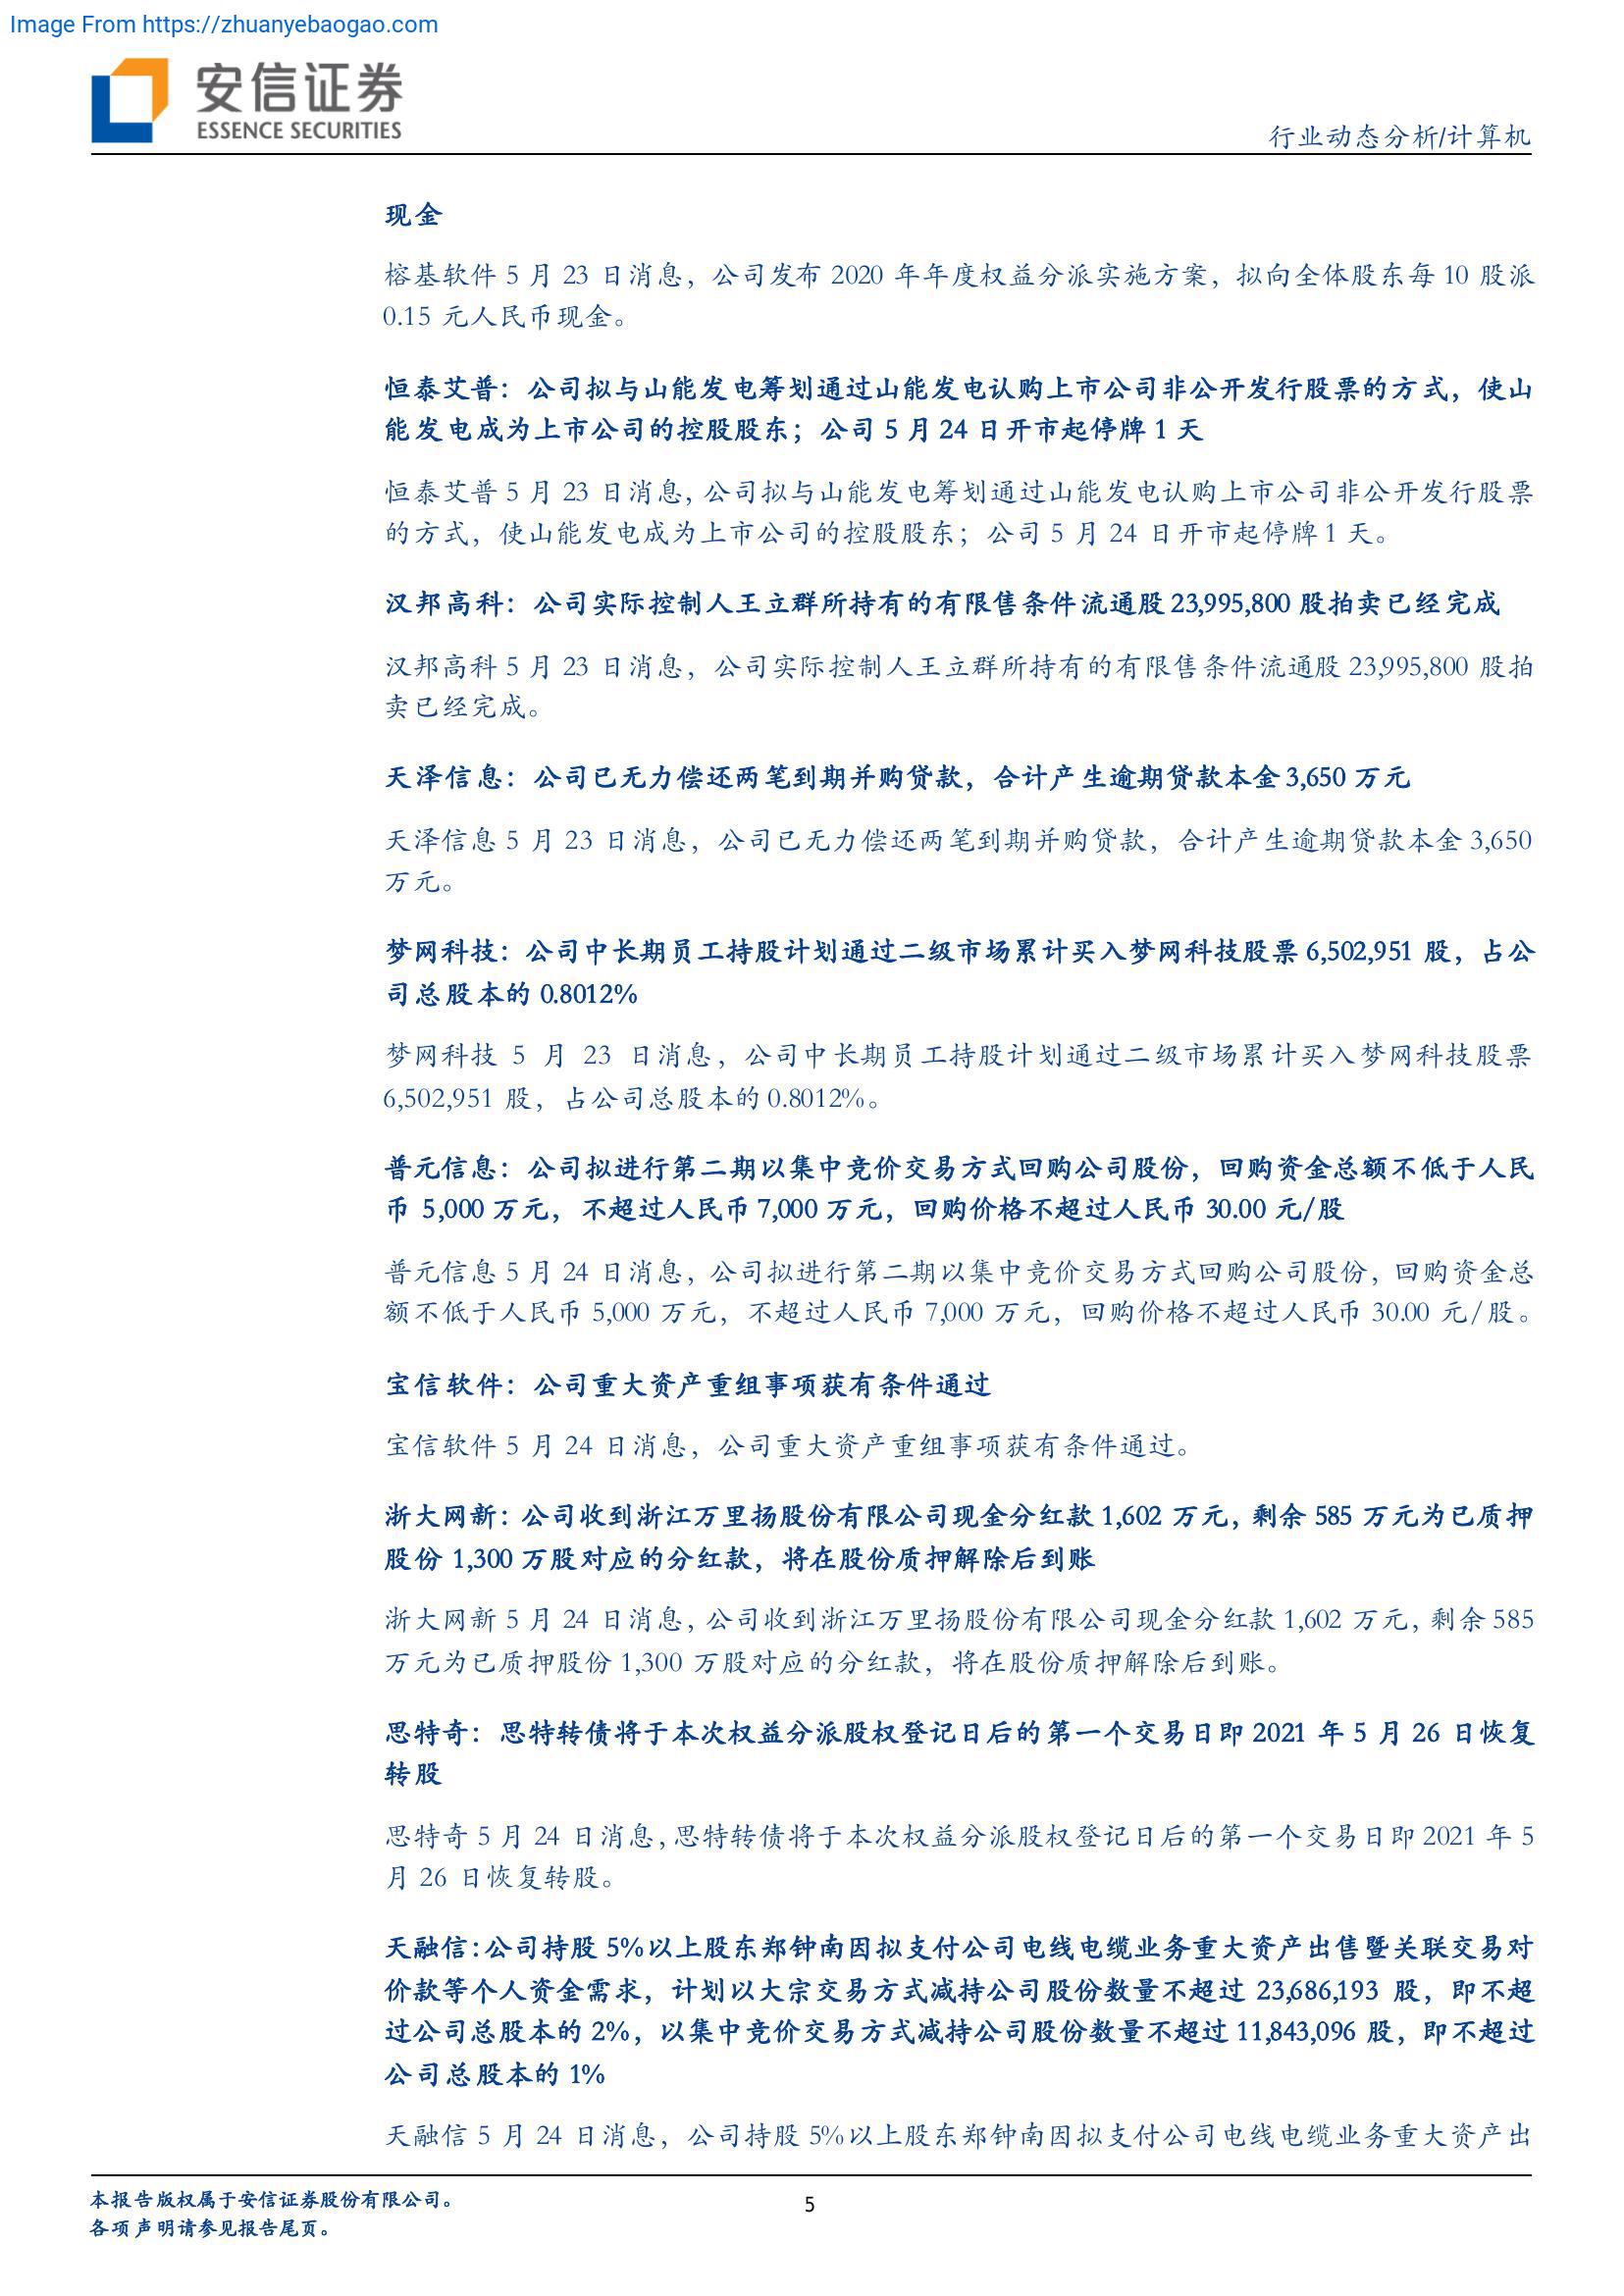 Image From https://zhuanyebaogao.com
安信证券
ESSENCE SECURITIES
行业动态分析/计算机
现金
榕基软件 5 月 23 日消息，公司发布 2020 年年度权益分派实施方案，拟向全体股东每 10 股派
0.15 元人民币现金。
恒泰艾普：公司拟与山能发电筹划通过山能发电认购上市公司非公开发行股票的方式，使山
能发电成为上市公司的控股股东；公司 5 月 24 日开市起停牌 1 天
恒泰艾普 5 月 23 日消息，公司拟与山能发电筹划通过山能发电认购上市公司非公开发行股票
的方式，使山能发电成为上市公司的控股股东；公司 5 月 24 日开市起停牌 1 天。
汉邦高科：公司实际控制人王立群所持有的有限售条件流通股 23,995,800 股拍卖已经完成
汉邦高科 5 月 23 日消息，公司实际控制人王立群所持有的有限售条件流通股 23,995,800 股拍
卖已经完成。
天泽信息：公司已无力偿还两笔到期并购贷款，合计产生逾期贷款本金 3,650 万元
天泽信息 5 月 23 日消息，公司已无力偿还两笔到期并购贷款，合计产生逾期贷款本金 3,650
万元。
梦网科技：公司中长期员工持股计划通过二级市场累计买入梦网科技股票 6,502,951 股，占公
司总股本的 0.8012%
梦网科技 5 月 23 日消息，公司中长期员工持股计划通过二级市场累计买入梦网科技股票
6,502,951 股，占公司总股本的 0.8012%。
普元信息：公司拟进行第二期以集中竞价交易方式回购公司股份，回购资金总额不低于人民
币 5,000 万元，不超过人民币 7,000 万元，回购价格不超过人民币 30.00 元/股
普元信息 5 月 24 日消息，公司拟进行第二期以集中竞价交易方式回购公司股份，回购资金总
额不低于人民币 5,000 万元，不超过人民币 7,000 万元，回购价格不超过人民币 30.00 元/股。
宝信软件：公司重大资产重组事项获有条件通过
宝信软件 5 月 24 日消息，公司重大资产重组事项获有条件通过。
浙大网新：公司收到浙江万里扬股份有限公司现金分红款 1,602 万元，剩余 585 万元为已质押
股份 1,300 万股对应的分红款，将在股份质押解除后到账
浙大网新 5 月 24 日消息，公司收到浙江万里扬股份有限公司现金分红款 1,602 万元，剩余 585
万元为已质押股份 1,300 万股对应的分红款，将在股份质押解除后到账。
思特奇：思特转债将于本次权益分派股权登记日后的第一个交易日即 2021 年 5 月 26 日恢复
转股
思特奇 5 月 24 日消息，思特转债将于本次权益分派股权登记日后的第一个交易日即 2021 年 5
月 26 日恢复转股。
天融信：公司持股 5%以上股东郑钟南因拟支付公司电线电缆业务重大资产出售暨关联交易对
价款等个人资金需求，计划以大宗交易方式减持公司股份数量不超过 23,686,193 股，即不超
过公司总股本的 2%，以集中竞价交易方式减持公司股份数量不超过 11,843,096 股，即不超过
公司总股本的 1%
天融信 5 月 24 日消息，公司持股 5%以上股东郑钟南因拟支付公司电线电缆业务重大资产出
本报告版权属于安信证券股份有限公司。
各项声明请参见报告尾页。
5